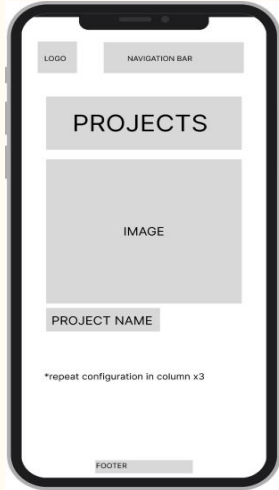 LOGO
NAVIGATION BAR
PROJECTS
IMAGE
PROJECT NAME
*repeat configuration in column x3
FOOTER